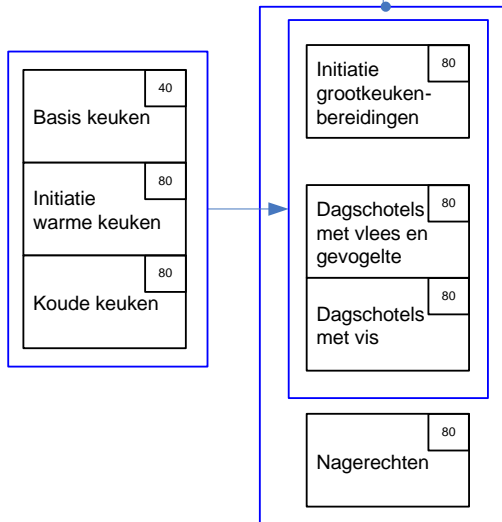 40
Basis keuken
80
Initiatie
warme keuken
80
Koude keuken
80
Initiatie
grootkeuken-
bereidingen
80
Dagschotels
met vlees en
gevogelte
80
Dagschotels
met vis
80
Nagerechten